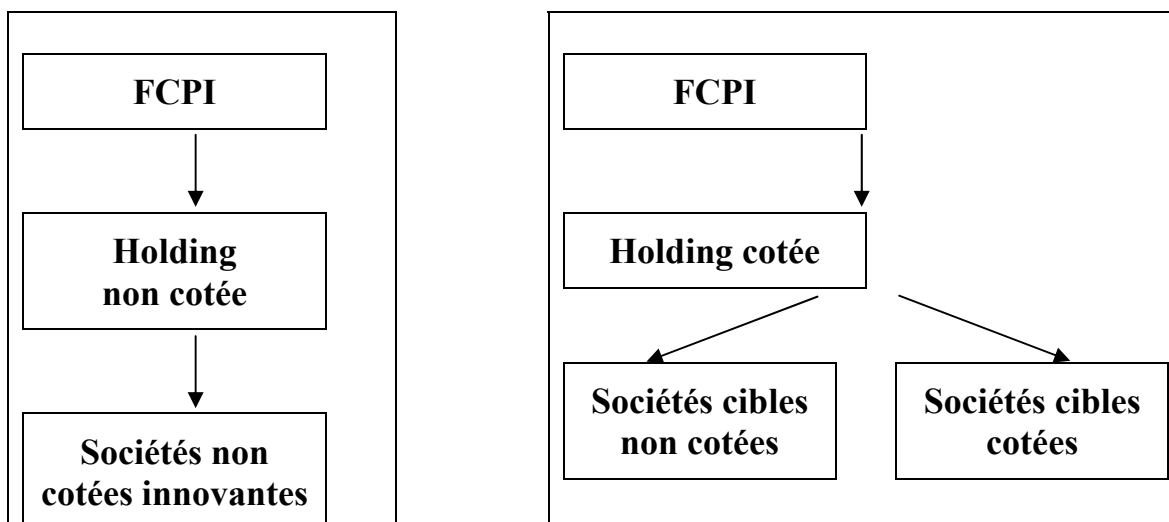 FCPI
Holding
non cotée
Sociétés non
cotées innovantes
FCPI
Holding cotée
Sociétés cibles
non cotées
Sociétés cibles
cotées